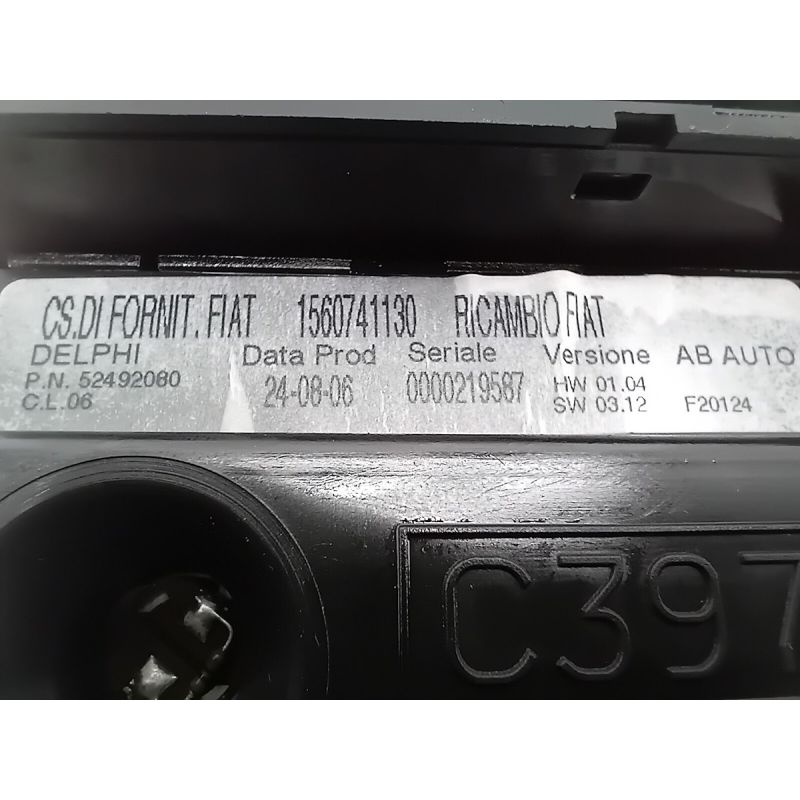 CS.DI FORNIT. FIAT 1560741130 RICAMBIO FIAT
DELPHI Data Prod Seriale Versione AB AUTO
P.N. 52492080 24-08-06 0000219587 HW 01.04
C.L.06 SW 03.12 F20124
C397